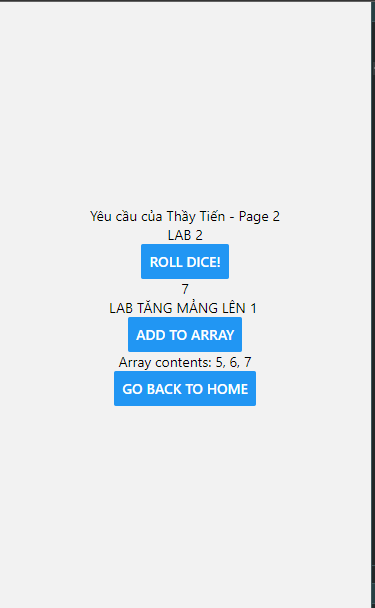 Yêu cầu của Thầy Tiến - Page 2
LAB 2
ROLL DICE!
7
LAB TĂNG MẢNG LÊN 1
ADD TO ARRAY
Array contents: 5, 6, 7
GO BACK TO HOME